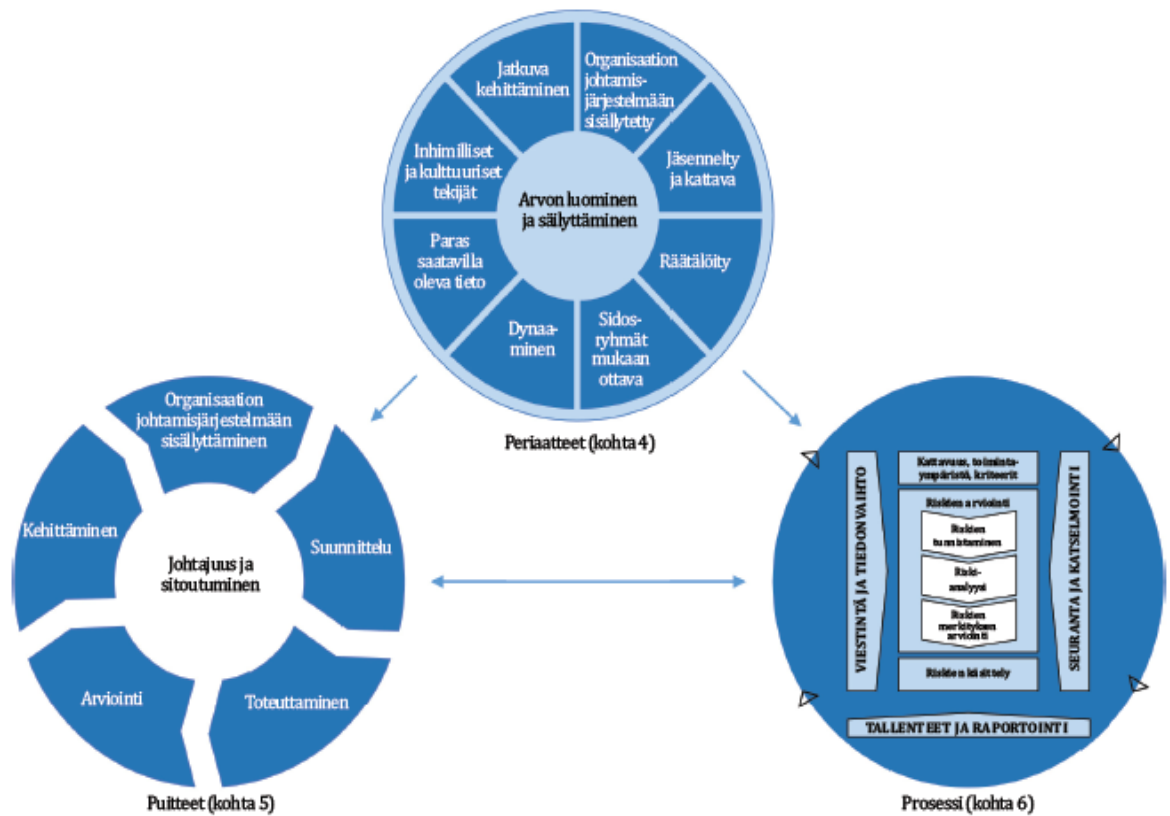 Jatkuva
kehittäminen
Organisaation
johtamis-
järjestelmään
sisällytetty
Inhimilliset
ja kulttuuriset
tekijät
Jäsennelty
ja kattava
Arvon luominen
ja säilyttäminen
Paras
saatavilla
oleva tieto
Räätälöity
Dynaa-
minen
Sidos-
ryhmät
mukaan
ottava
Periaatteet (kohta 4)
Organisaation
johtamisjärjestelmään
sisällyttäminen
Kehittäminen
Suunnittelu
Johtajuus ja
sitoutuminen
Arviointi
Toteuttaminen
Puitteet (kohta 5)
VIESTINTÄ JA TIEDONVAIHTO
Kattavuus, toiminta-
ympäristö, kriteerit
Riskien arviointi
Riskien
tunnistaminen
Riski-
analyysi
Riskien
merkityksen
arviointi
Riskien käsittely
SEURANTA JA KATSELMOINTI
TALLENTEET JA RAPORTOINTI
Prosessi (kohta 6)